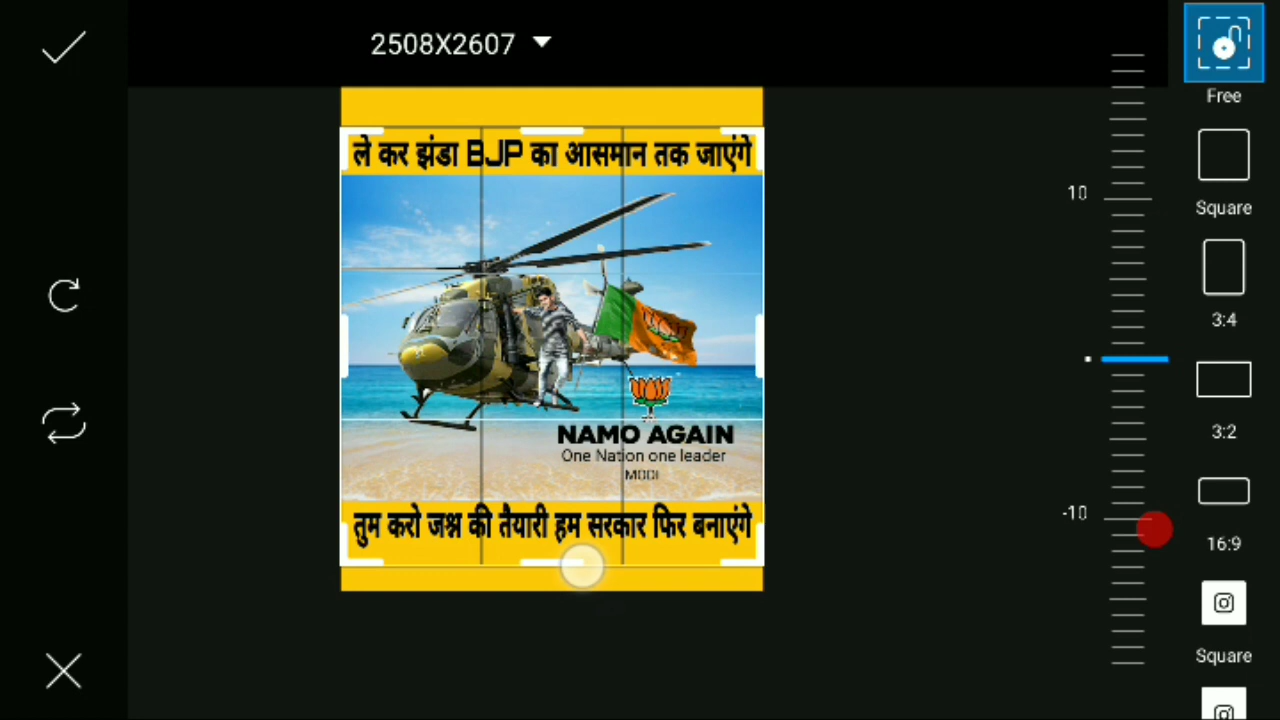 2508X2607
Free
ले कर झंडा BJP का आसमान तक जाएंगे
10
Square
3:4
3:2
NAMO AGAIN
One Nation one leader
MODI
-10
तुम करो जश्न की तैयारी हम सरकार फिर बनाएंगे
16:9
Square